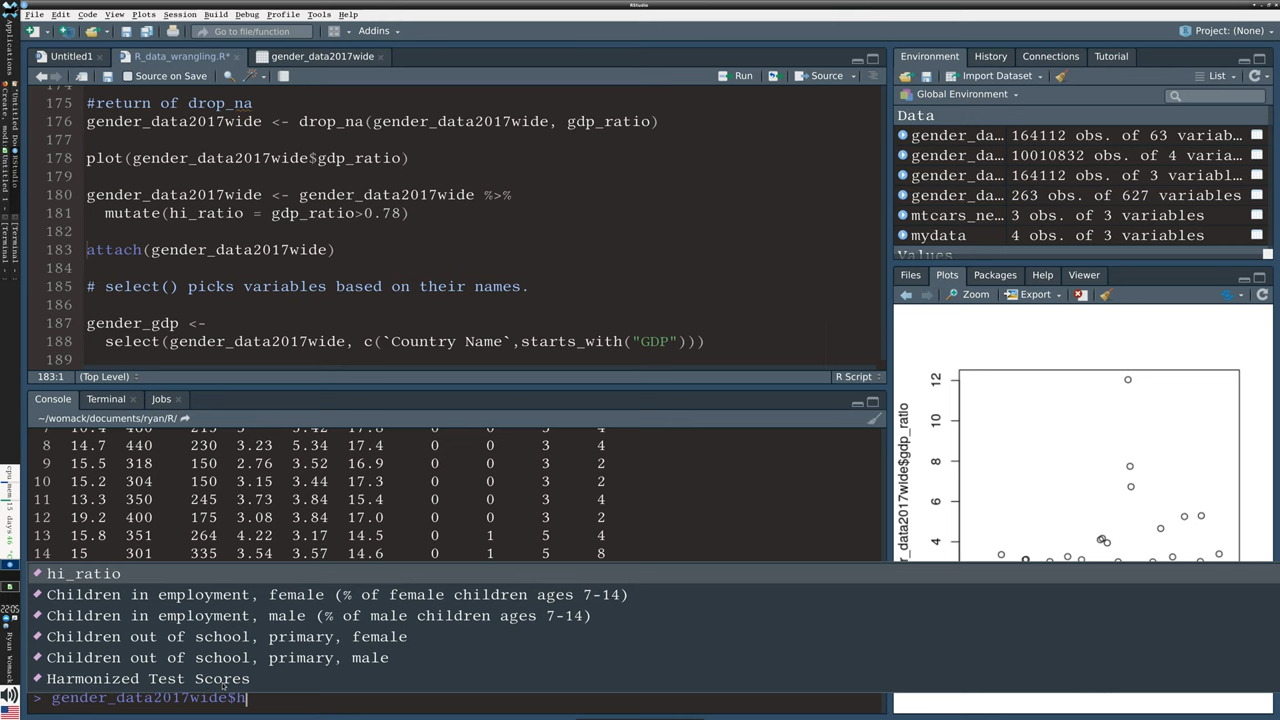 RStudio
File Edit Code View Plots Session Build Debug Profile Tools Help
Go to file/function
Addins
Project: (None)
Untitled1 R_data_wrangling.R* gender_data2017wide
Source on Save
Run
Source
175 #return of drop_na
176 gender_data2017wide <- drop_na(gender_data2017wide, gdp_ratio)
177
178 plot(gender_data2017wide$gdp_ratio)
179
180 gender_data2017wide <- gender_data2017wide %>%
181 mutate(hi_ratio = gdp_ratio>0.78)
182
183 attach(gender_data2017wide)
184
185 # select() picks variables based on their names.
186
187 gender_gdp <-
188 select(gender_data2017wide, c(`Country Name`,starts_with("GDP")))
189
183:1 (Top Level) R Script
Console Terminal Jobs
~/womack/documents/ryan/R/
8 14.7 440 230 3.23 5.34 17.4 0 0 3 4
9 15.5 318 150 2.76 3.52 16.9 0 0 3 2
10 15.2 304 150 3.15 3.44 17.3 0 0 3 2
11 13.3 350 245 3.73 3.84 15.4 0 0 3 4
12 19.2 400 175 3.08 3.84 17.0 0 0 3 2
13 15.8 351 264 4.22 3.17 14.5 0 1 5 4
14 15 301 335 3.54 3.57 14.6 0 1 5 8
hi_ratio
Children in employment, female (% of female children ages 7-14)
Children in employment, male (% of male children ages 7-14)
Children out of school, primary, female
Children out of school, primary, male
Harmonized Test Scores
> gender_data2017wide$h
Environment History Connections Tutorial
Import Dataset
List
Global Environment
Data
gender_da… 164112 obs. of 63 variab…
gender_da… 10010832 obs. of 4 varia…
gender_da… 164112 obs. of 3 variabl…
gender_da… 263 obs. of 627 variables
mtcars_ne… 3 obs. of 3 variables
mydata 4 obs. of 3 variables
Values
Files Plots Packages Help Viewer
Zoom Export
12
10
8
6
4
_data2017wide$gdp_ratio
Applications
RStudio
22:05
Ryan Womack